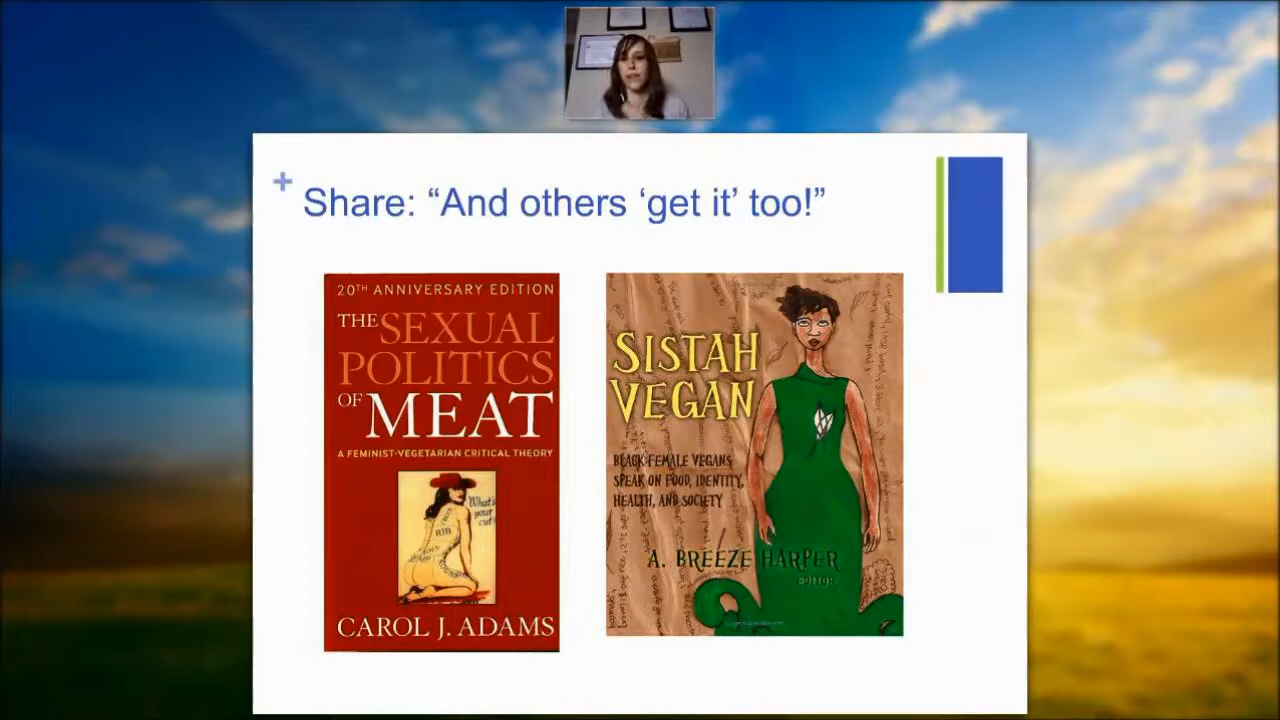 + Share: “And others ‘get it’ too!”
20TH ANNIVERSARY EDITION
THE SEXUAL
POLITICS
OF MEAT
A FEMINIST-VEGETARIAN CRITICAL THEORY
What's
your
cut?
RIB
CAROL J. ADAMS
SISTAH
VEGAN
BLACK FEMALE VEGANS
SPEAK ON FOOD, IDENTITY,
HEALTH, AND SOCIETY
A. BREEZE HARPER
EDITOR